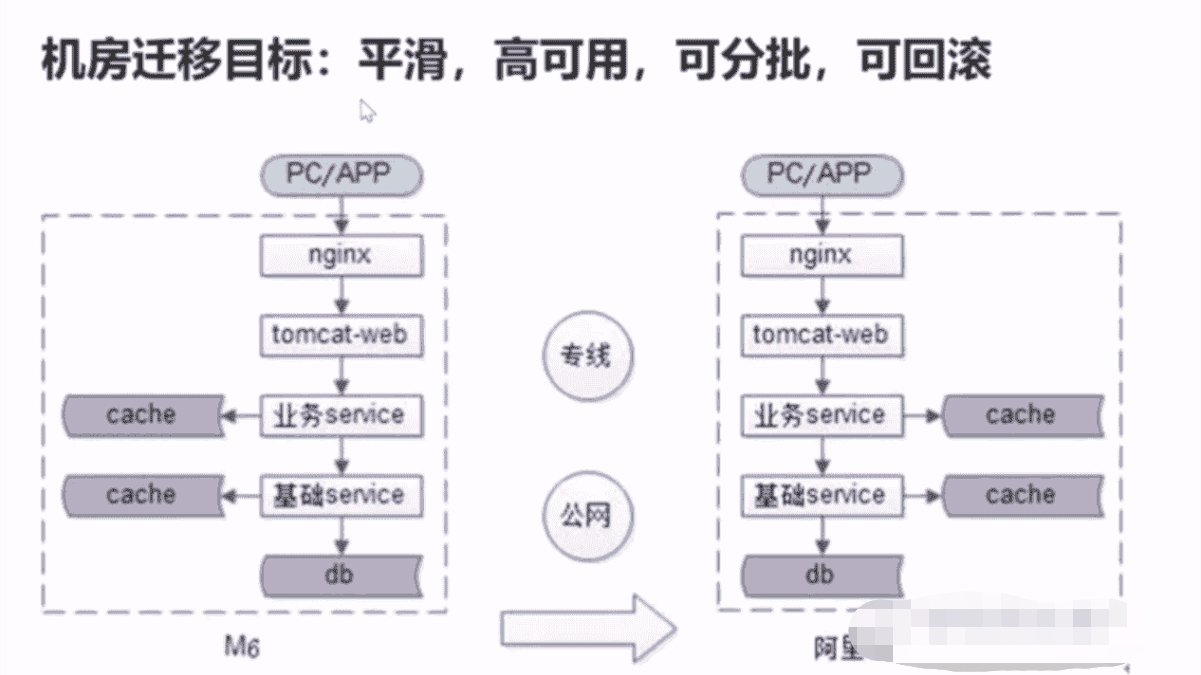 机房迁移目标：平滑，高可用，可分批，可回滚
PC/APP
nginx
tomcat-web
cache
业务service
cache
基础service
db
M6
专线
公网
PC/APP
nginx
tomcat-web
业务service
cache
基础service
cache
db
阿里